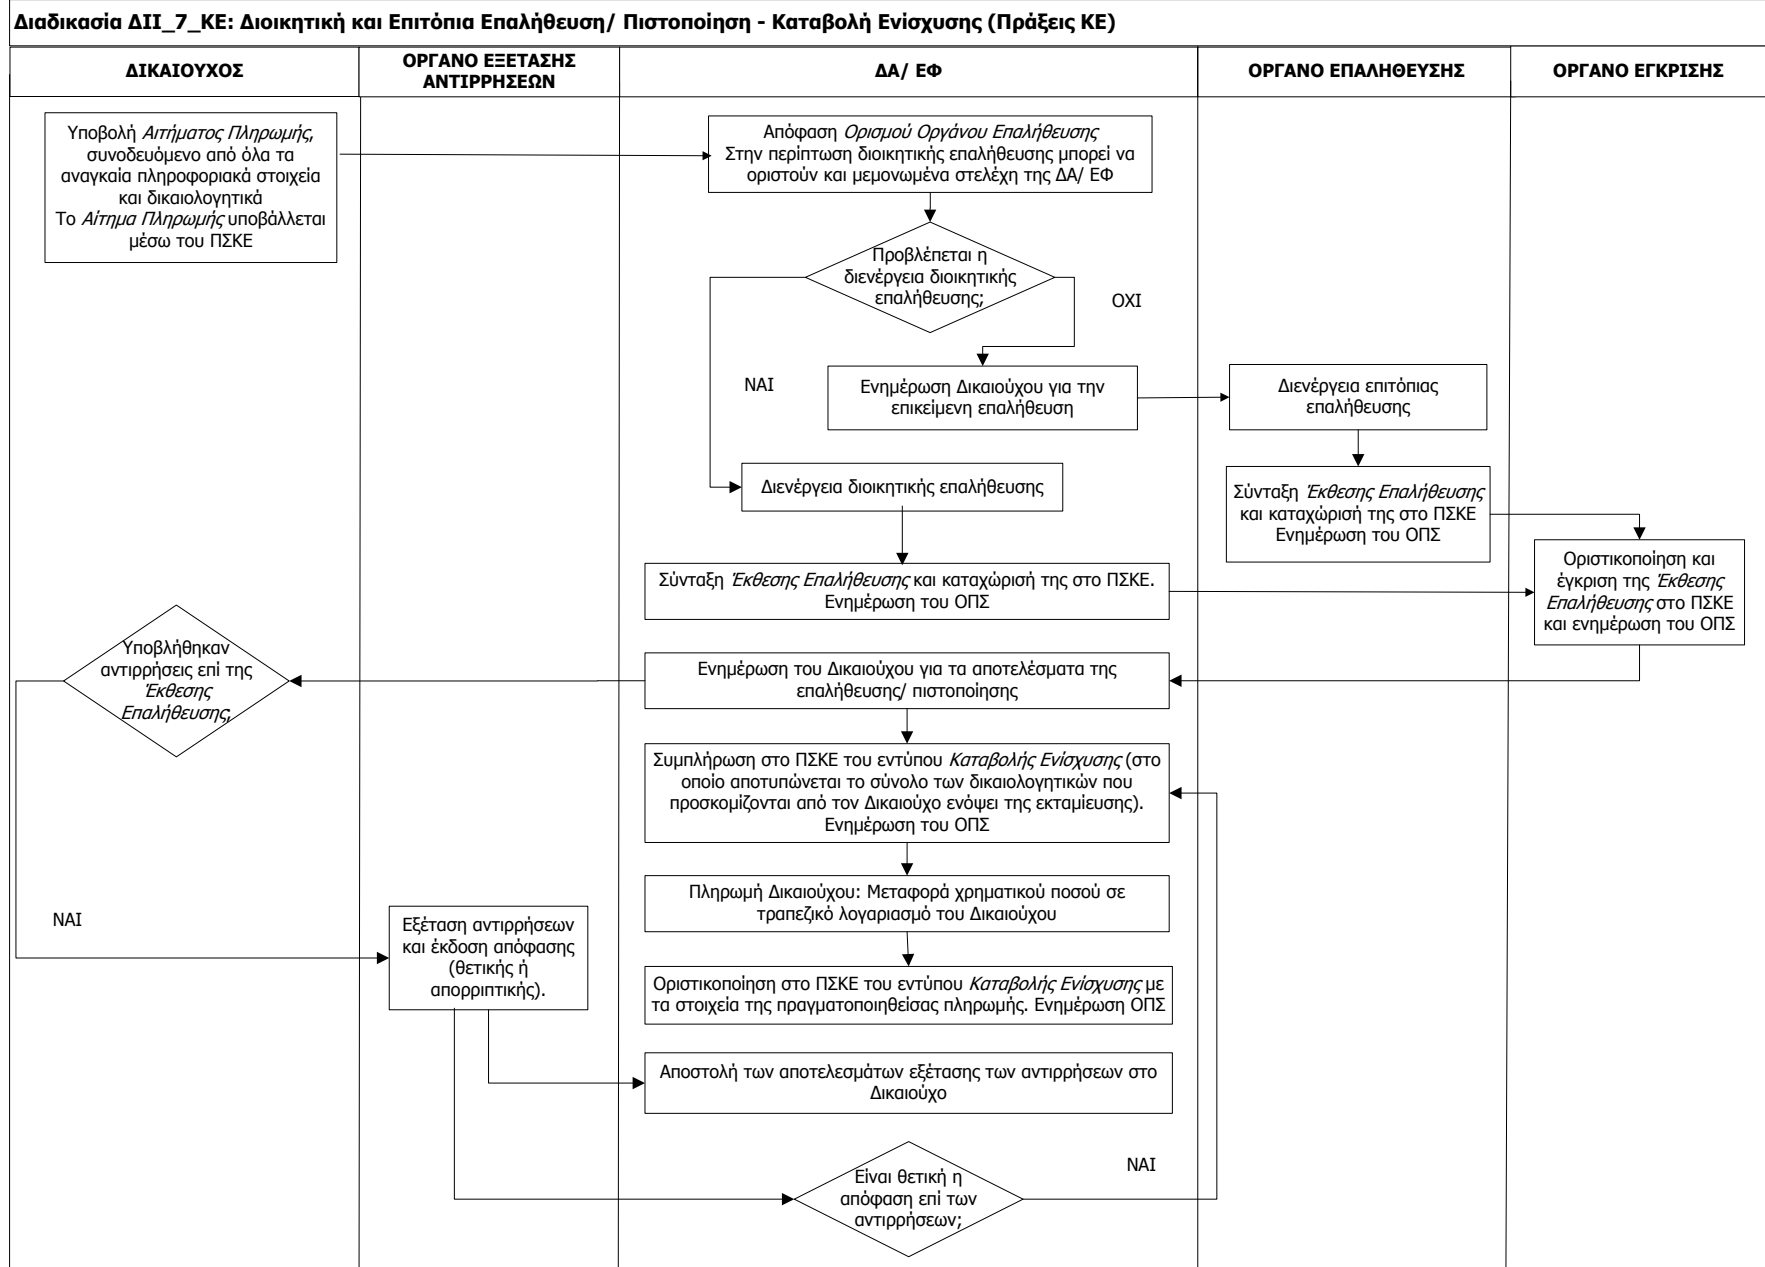 Διαδικασία ΔΙΙ_7_ΚΕ: Διοικητική και Επιτόπια Επαλήθευση/ Πιστοποίηση - Καταβολή Ενίσχυσης (Πράξεις ΚΕ)
ΔΙΚΑΙΟΥΧΟΣ
ΟΡΓΑΝΟ ΕΞΕΤΑΣΗΣ
ΑΝΤΙΡΡΗΣΕΩΝ
ΔΑ/ ΕΦ
ΟΡΓΑΝΟ ΕΠΑΛΗΘΕΥΣΗΣ
ΟΡΓΑΝΟ ΕΓΚΡΙΣΗΣ
Υποβολή Αιτήματος Πληρωμής,
συνοδευόμενο από όλα τα
αναγκαία πληροφοριακά στοιχεία
και δικαιολογητικά
Το Αίτημα Πληρωμής υποβάλλεται
μέσω του ΠΣΚΕ
Απόφαση Ορισμού Οργάνου Επαλήθευσης
Στην περίπτωση διοικητικής επαλήθευσης μπορεί να
οριστούν και μεμονωμένα στελέχη της ΔΑ/ ΕΦ
Προβλέπεται η
διενέργεια διοικητικής
επαλήθευσης;
ΟΧΙ
ΝΑΙ
Ενημέρωση Δικαιούχου για την
επικείμενη επαλήθευση
Διενέργεια επιτόπιας
επαλήθευσης
Διενέργεια διοικητικής επαλήθευσης
Σύνταξη Έκθεσης Επαλήθευσης
και καταχώρισή της στο ΠΣΚΕ
Ενημέρωση του ΟΠΣ
Σύνταξη Έκθεσης Επαλήθευσης και καταχώρισή της στο ΠΣΚΕ.
Ενημέρωση του ΟΠΣ
Οριστικοποίηση και
έγκριση της Έκθεσης
Επαλήθευσης στο ΠΣΚΕ
και ενημέρωση του ΟΠΣ
Υποβλήθηκαν
αντιρρήσεις επί της
Έκθεσης
Επαλήθευσης;
Ενημέρωση του Δικαιούχου για τα αποτελέσματα της
επαλήθευσης/ πιστοποίησης
Συμπλήρωση στο ΠΣΚΕ του εντύπου Καταβολής Ενίσχυσης (στο
οποίο αποτυπώνεται το σύνολο των δικαιολογητικών που
προσκομίζονται από τον Δικαιούχο ενόψει της εκταμίευσης).
Ενημέρωση του ΟΠΣ
Πληρωμή Δικαιούχου: Μεταφορά χρηματικού ποσού σε
τραπεζικό λογαριασμό του Δικαιούχου
ΝΑΙ
Εξέταση αντιρρήσεων
και έκδοση απόφασης
(θετικής ή
απορριπτικής).
Οριστικοποίηση στο ΠΣΚΕ του εντύπου Καταβολής Ενίσχυσης με
τα στοιχεία της πραγματοποιηθείσας πληρωμής. Ενημέρωση ΟΠΣ
Αποστολή των αποτελεσμάτων εξέτασης των αντιρρήσεων στο
Δικαιούχο
Είναι θετική η
απόφαση επί των
αντιρρήσεων;
ΝΑΙ